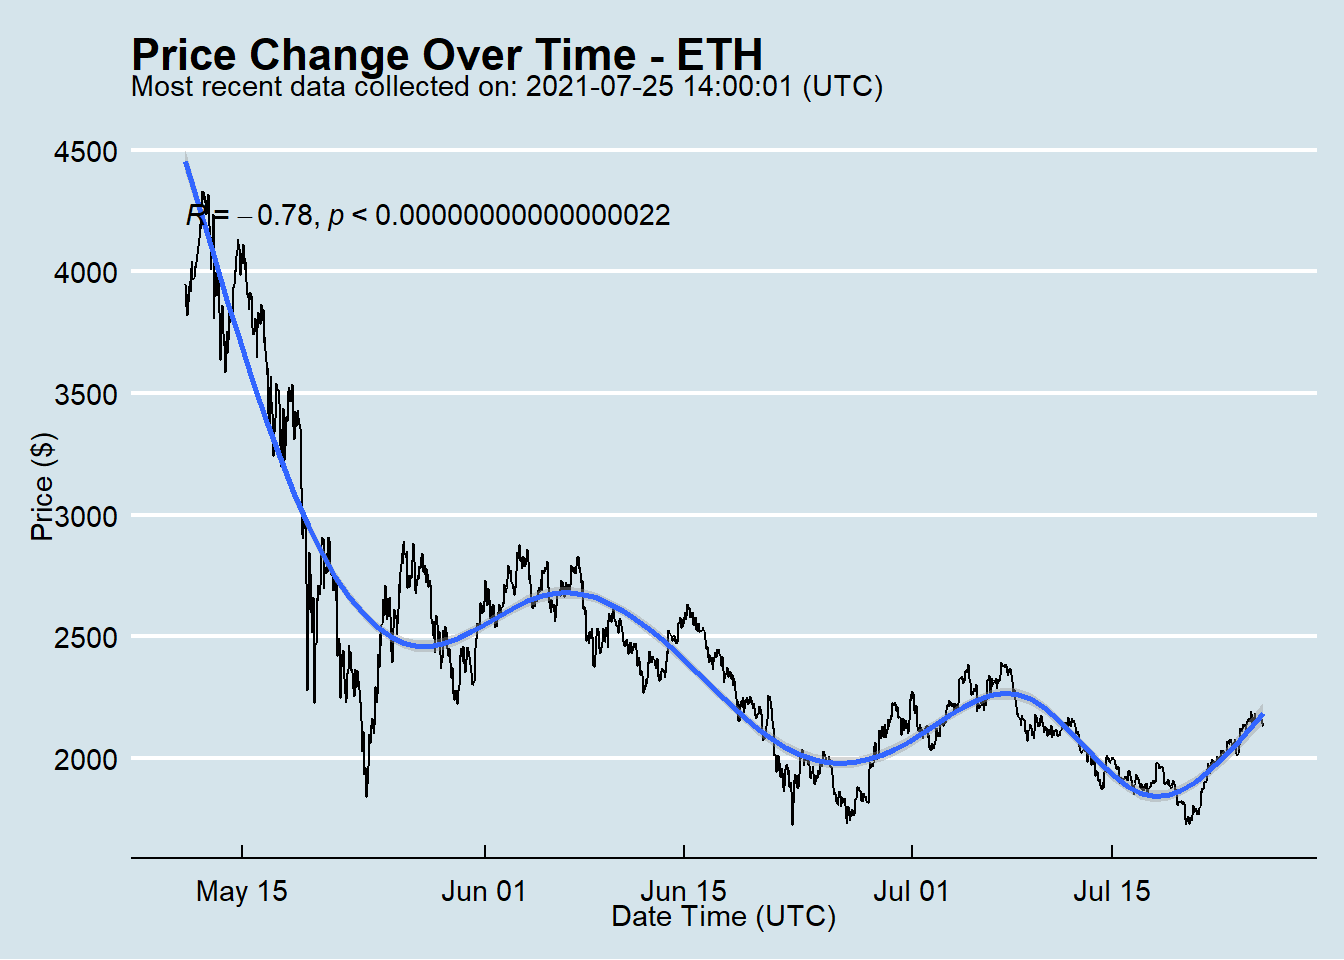 Price Change Over Time - ETH
Most recent data collected on: 2021-07-25 14:00:01 (UTC)
4500
R = −0.78, p < 0.00000000000000022
4000
3500
Price ($)
3000
2500
2000
May 15 Jun 01 Jun 15 Jul 01 Jul 15
Date Time (UTC)